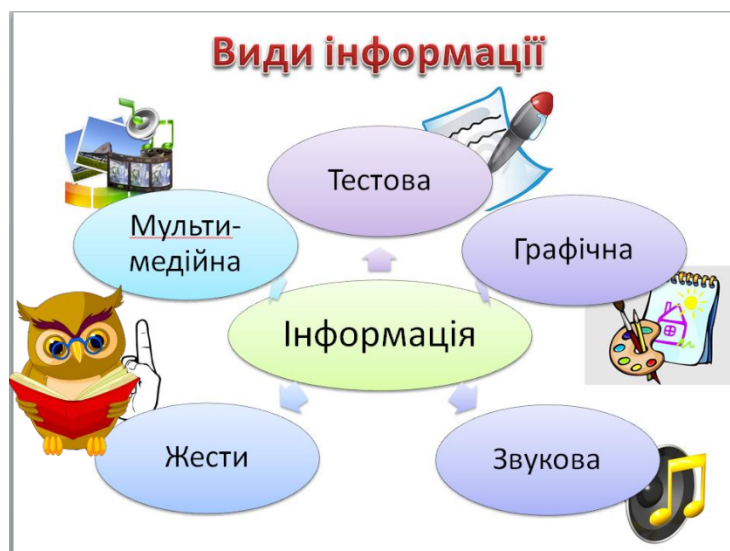 Види інформації
Тестова
Мульти-
медійна
Графічна
Інформація
Жести
Звукова